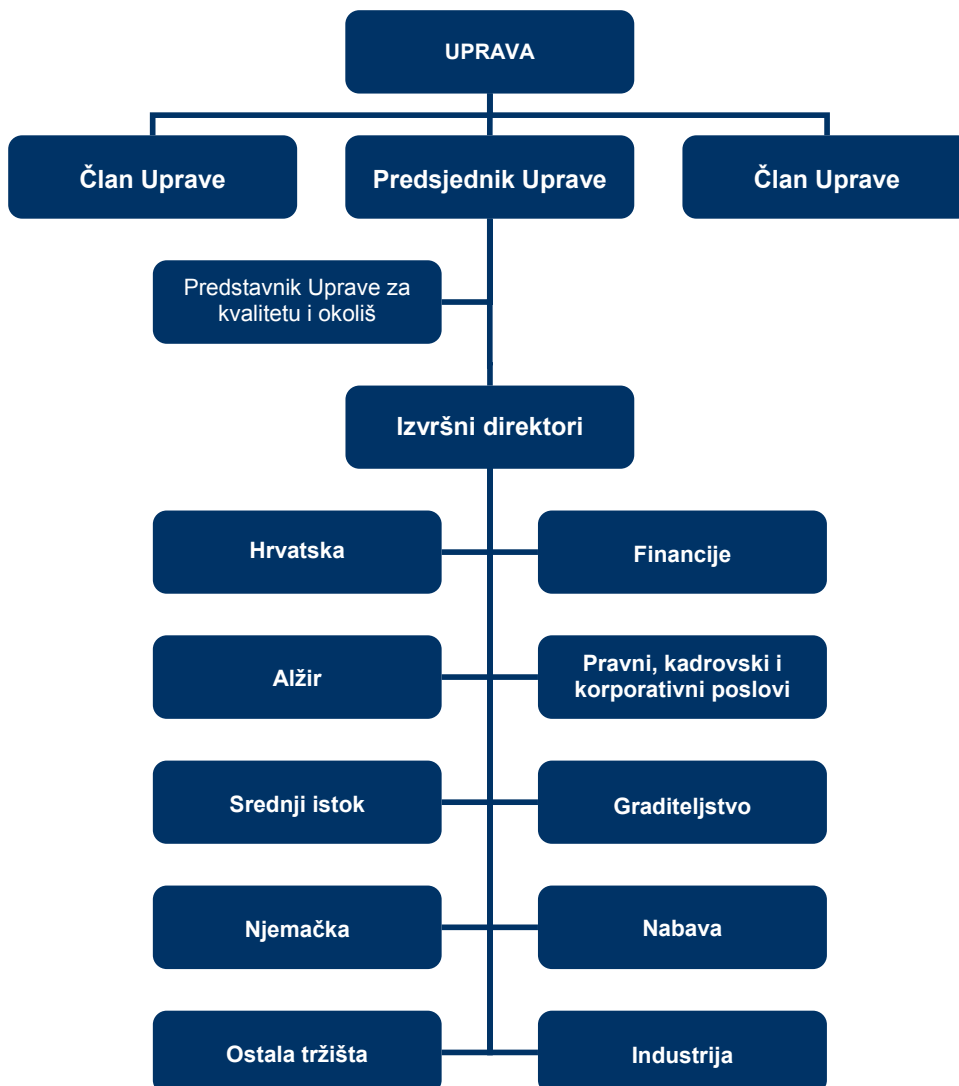 UPRAVA
Član Uprave
Predsjednik Uprave
Član Uprave
Predstavnik Uprave za
kvalitetu i okoliš
Izvršni direktori
Hrvatska
Financije
Alžir
Pravni, kadrovski i
korporativni poslovi
Srednji istok
Graditeljstvo
Njemačka
Nabava
Ostala tržišta
Industrija